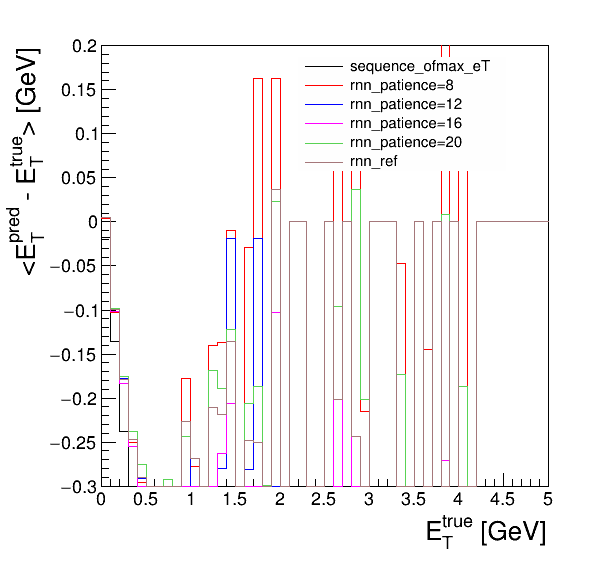 <E_T^pred - E_T^true> [GeV]
0.2
0.15
0.1
0.05
0
−0.05
−0.1
−0.15
−0.2
−0.25
−0.3
sequence_ofmax_eT
rnn_patience=8
rnn_patience=12
rnn_patience=16
rnn_patience=20
rnn_ref
0 0.5 1 1.5 2 2.5 3 3.5 4 4.5 5
E_T^true [GeV]